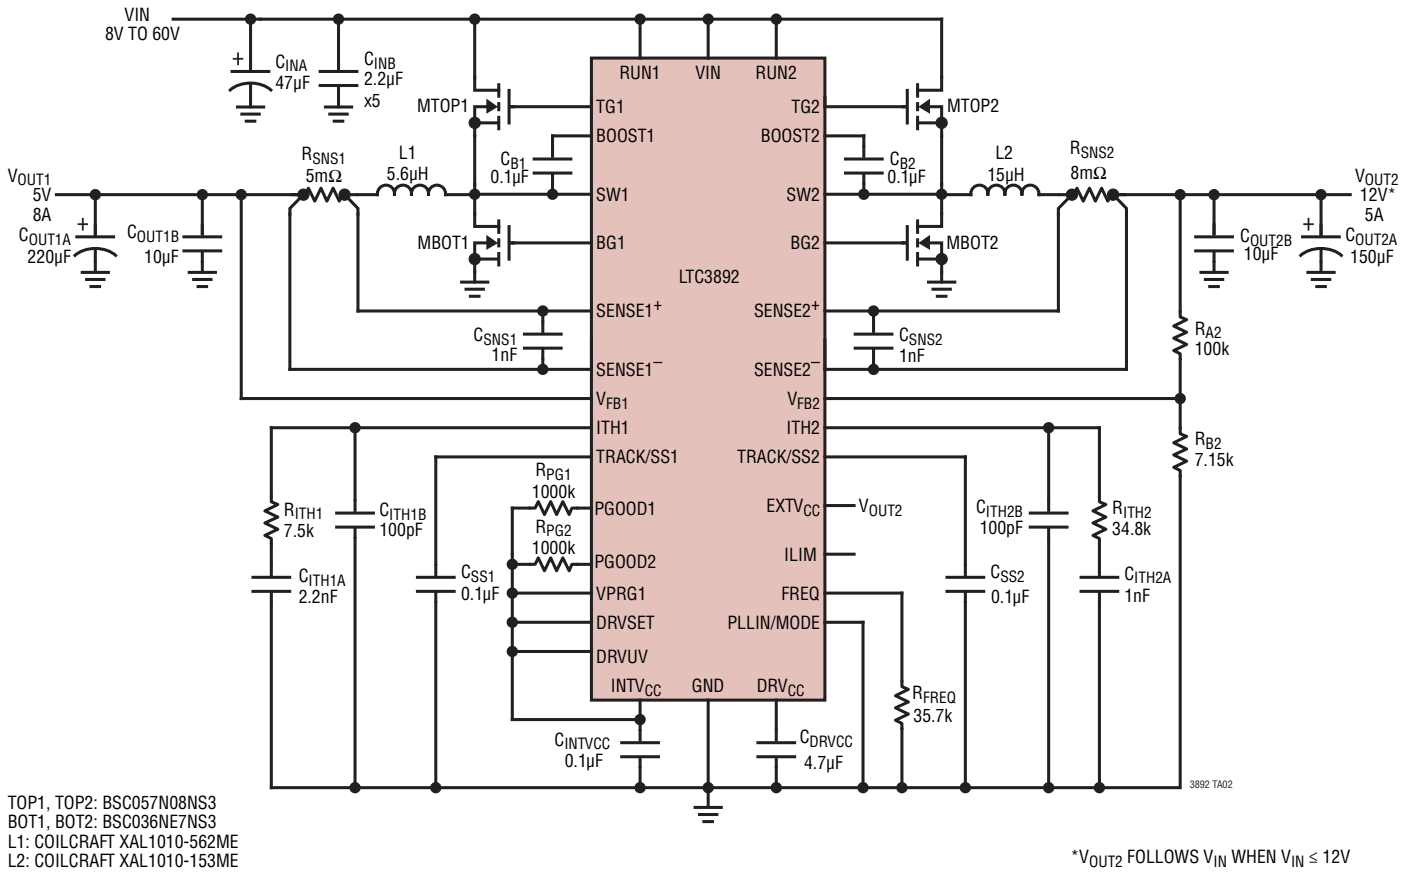 VIN
8V TO 60V
CINA
47µF
CINB
2.2µF
x5
MTOP1
RUN1
VIN
RUN2
TG1
TG2
MTOP2
BOOST1
BOOST2
RSNS1
5mΩ
L1
5.6µH
CB1
0.1µF
CB2
0.1µF
L2
15µH
RSNS2
8mΩ
VOUT1
5V
8A
SW1
SW2
VOUT2
12V*
5A
COUT1A
220µF
COUT1B
10µF
MBOT1
BG1
BG2
MBOT2
COUT2B
10µF
COUT2A
150µF
LTC3892
SENSE1+
SENSE2+
CSNS1
1nF
CSNS2
1nF
RA2
100k
SENSE1–
SENSE2–
VFB1
VFB2
ITH1
ITH2
RB2
7.15k
TRACK/SS1
TRACK/SS2
RPG1
1000k
PGOOD1
EXTVCC
VOUT2
RITH1
7.5k
CITH1B
100pF
CITH2B
100pF
RITH2
34.8k
RPG2
1000k
PGOOD2
ILIM
CITH1A
2.2nF
CSS1
0.1µF
VPRG1
FREQ
CSS2
0.1µF
CITH2A
1nF
DRVSET
PLLIN/MODE
DRVUV
INTVCC
GND
DRVCC
RFREQ
35.7k
CINTVCC
0.1µF
CDRVCC
4.7µF
3892 TA02
TOP1, TOP2: BSC057N08NS3
BOT1, BOT2: BSC036NE7NS3
L1: COILCRAFT XAL1010-562ME
L2: COILCRAFT XAL1010-153ME
*VOUT2 FOLLOWS VIN WHEN VIN ≤ 12V